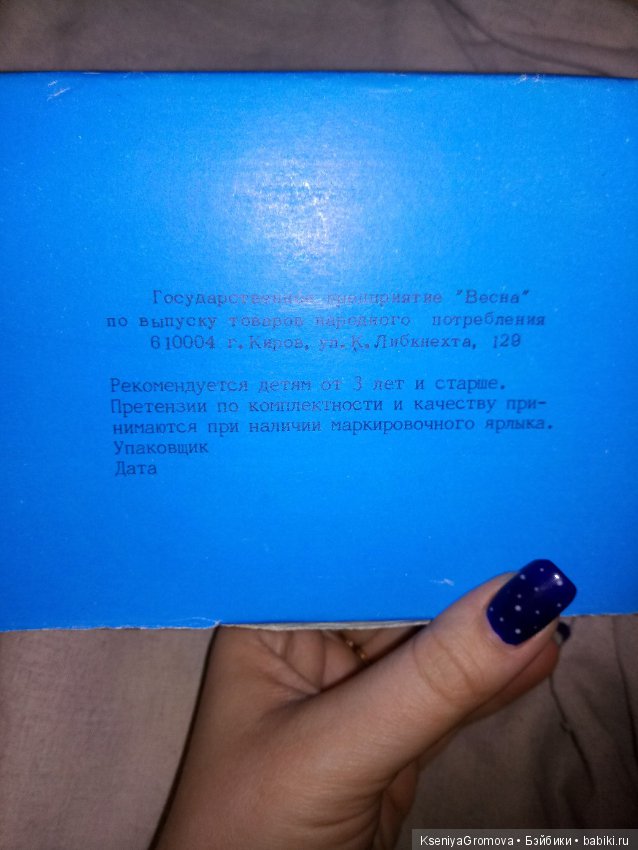 Государственное предприятие "Весна"
по выпуску товаров народного потребления
610004 г. Киров, ул. К. Либкнехта, 129
Рекомендуется детям от 3 лет и старше.
Претензии по комплектности и качеству при-
нимаются при наличии маркировочного ярлыка.
Упаковщик
Дата
KseniyaGromova • Бэйбики • babiki.ru